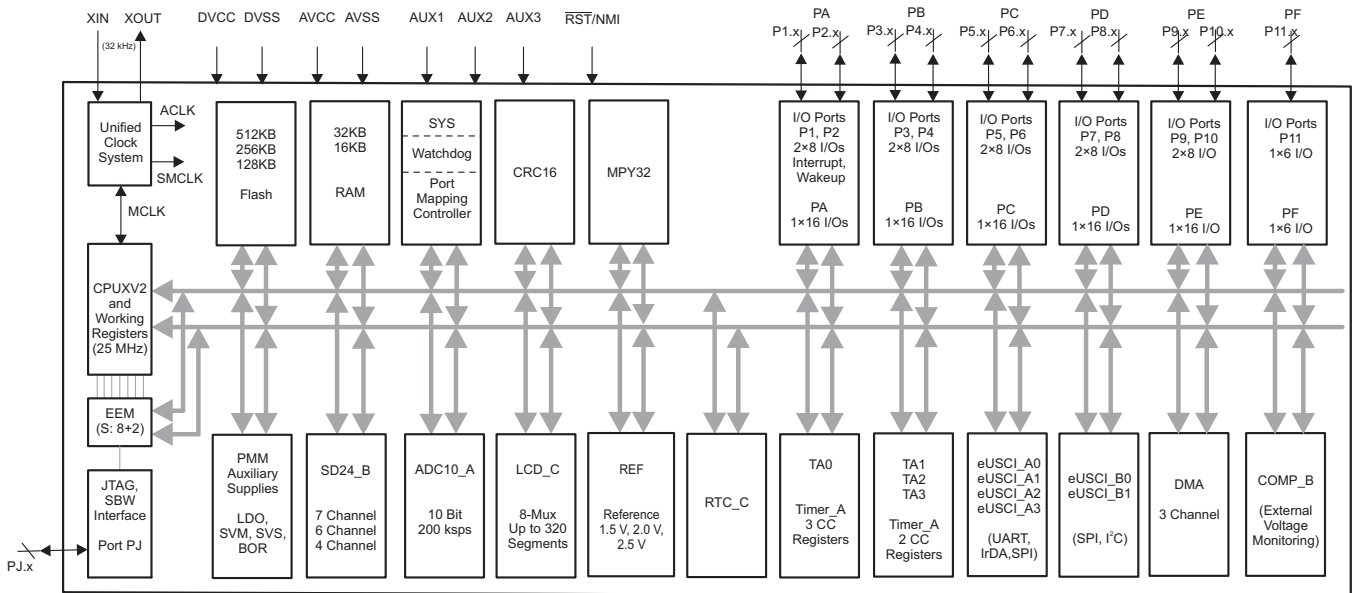 XIN XOUT DVCC DVSS AVCC AVSS AUX1 AUX2 AUX3 RST/NMI
(32 kHz)
PA
P1.x P2.x
PB
P3.x P4.x
PC
P5.x P6.x
PD
P7.x P8.x
PE
P9.x P10.x
PF
P11.x
Unified
Clock
System
ACLK
SMCLK
MCLK
512KB
256KB
128KB
Flash
32KB
16KB
RAM
SYS
Watchdog
Port
Mapping
Controller
CRC16
MPY32
I/O Ports
P1, P2
2×8 I/Os
Interrupt,
Wakeup
PA
1×16 I/Os
I/O Ports
P3, P4
2×8 I/Os
PB
1×16 I/Os
I/O Ports
P5, P6
2×8 I/Os
PC
1×16 I/Os
I/O Ports
P7, P8
2×8 I/Os
PD
1×16 I/Os
I/O Ports
P9, P10
2×8 I/O
PE
1×16 I/O
I/O Ports
P11
1×6 I/O
PF
1×6 I/O
CPUXV2
and
Working
Registers
(25 MHz)
EEM
(S: 8+2)
JTAG,
SBW
Interface
Port PJ
PJ.x
PMM
Auxiliary
Supplies
LDO,
SVM, SVS,
BOR
SD24_B
7 Channel
6 Channel
4 Channel
ADC10_A
10 Bit
200 ksps
LCD_C
8-Mux
Up to 320
Segments
REF
Reference
1.5 V, 2.0 V,
2.5 V
RTC_C
TA0
Timer_A
3 CC
Registers
TA1
TA2
TA3
Timer_A
2 CC
Registers
eUSCI_A0
eUSCI_A1
eUSCI_A2
eUSCI_A3
(UART,
IrDA,SPI)
eUSCI_B0
eUSCI_B1
(SPI, I²C)
DMA
3 Channel
COMP_B
(External
Voltage
Monitoring)